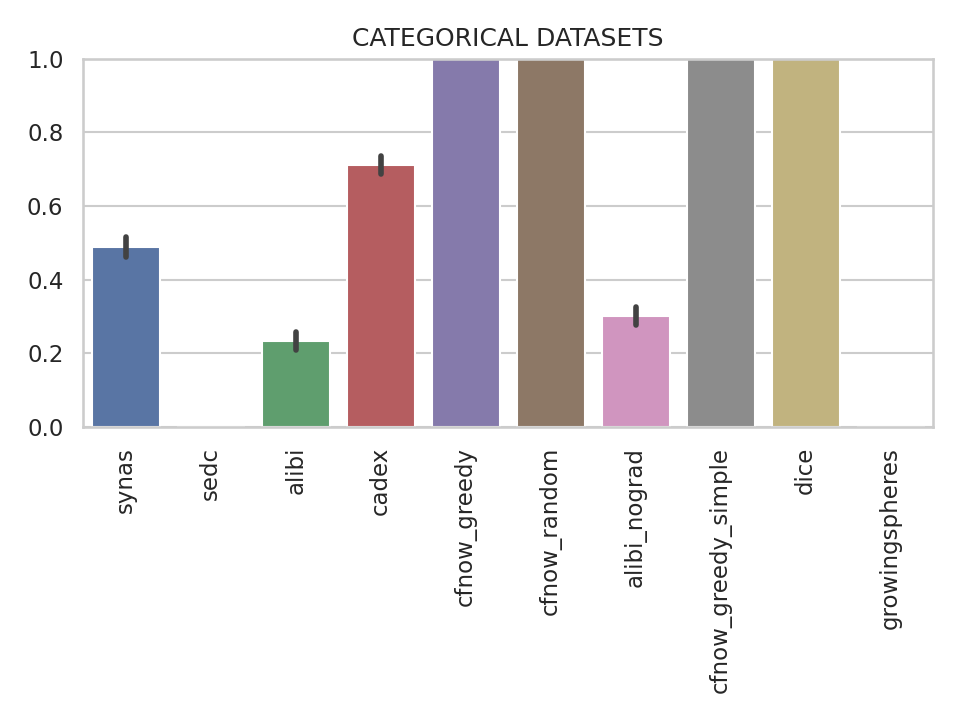 CATEGORICAL DATASETS
1.0
0.8
0.6
0.4
0.2
0.0
synas
sedc
alibi
cadex
cfnow_greedy
cfnow_random
alibi_nograd
cfnow_greedy_simple
dice
growingspheres